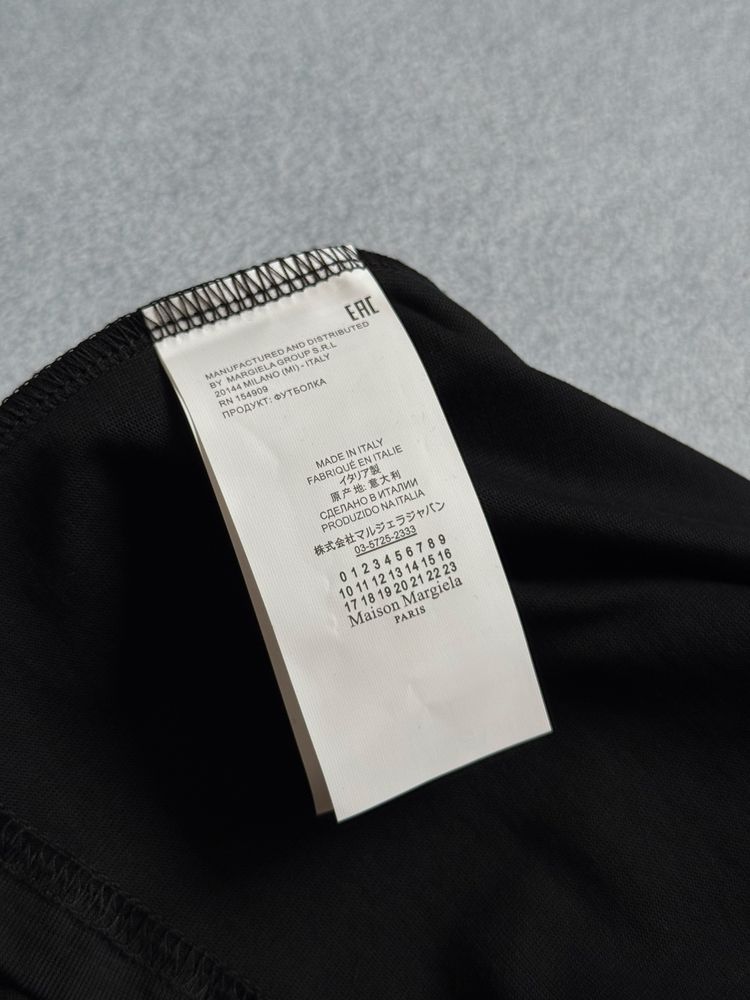 EAC
MANUFACTURED AND DISTRIBUTED
BY MARGIELA GROUP S.R.L
20144 MILANO (MI) - ITALY
RN 154909
ПРОДУКТ: ФУТБОЛКА
MADE IN ITALY
FABRIQUÉ EN ITALIE
イタリア製
原产地: 意大利
СДЕЛАНО В ИТАЛИИ
PRODUZIDO NA ITALIA
株式会社マルジェラジャパン
03-5725-2333
0 1 2 3 4 5 6 7 8 9
10 11 12 13 14 15 16
17 18 19 20 21 22 23
Maison Margiela
PARIS